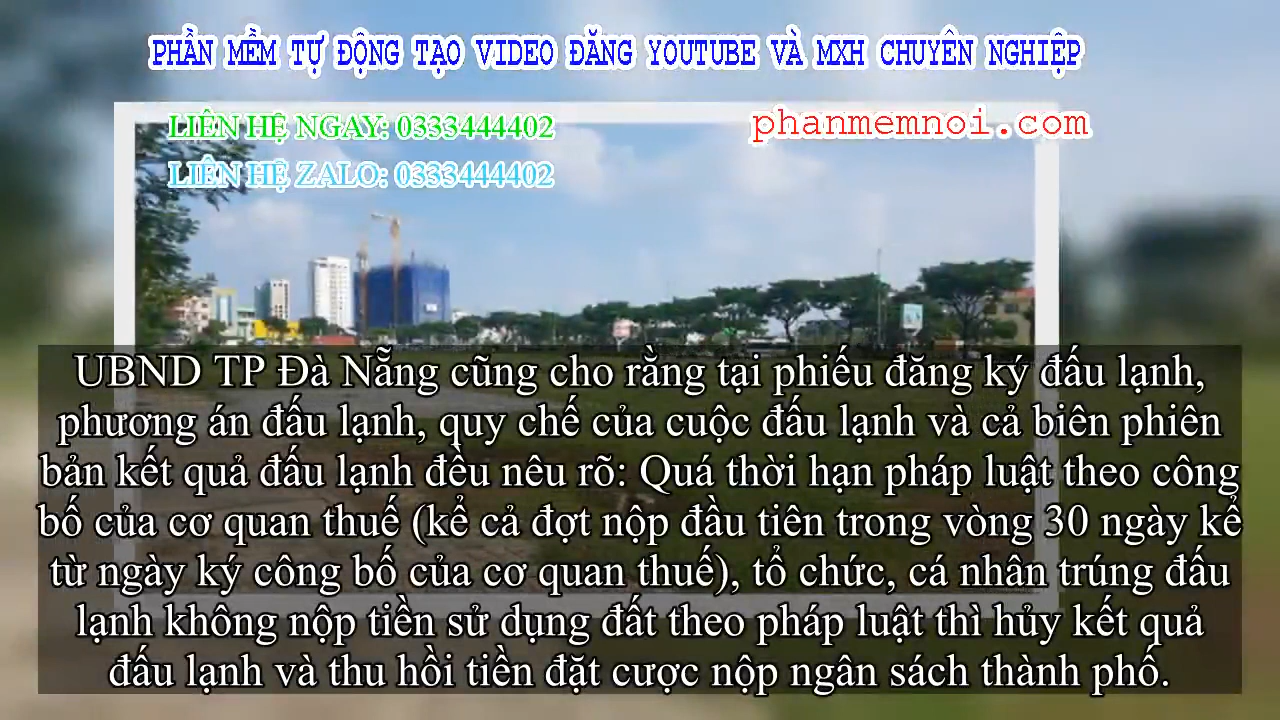 PHẦN MỀM TỰ ĐỘNG TẠO VIDEO ĐĂNG YOUTUBE VÀ MXH CHUYÊN NGHIỆP
LIÊN HỆ NGAY: 0333444402
phanmemnoi.com
LIÊN HỆ ZALO: 0333444402
UBND TP Đà Nẵng cũng cho rằng tại phiếu đăng ký đấu lạnh,
phương án đấu lạnh, quy chế của cuộc đấu lạnh và cả biên phiên
bản kết quả đấu lạnh đều nêu rõ: Quá thời hạn pháp luật theo công
bố của cơ quan thuế (kể cả đợt nộp đầu tiên trong vòng 30 ngày kể
từ ngày ký công bố của cơ quan thuế), tổ chức, cá nhân trúng đấu
lạnh không nộp tiền sử dụng đất theo pháp luật thì hủy kết quả
đấu lạnh và thu hồi tiền đặt cược nộp ngân sách thành phố.